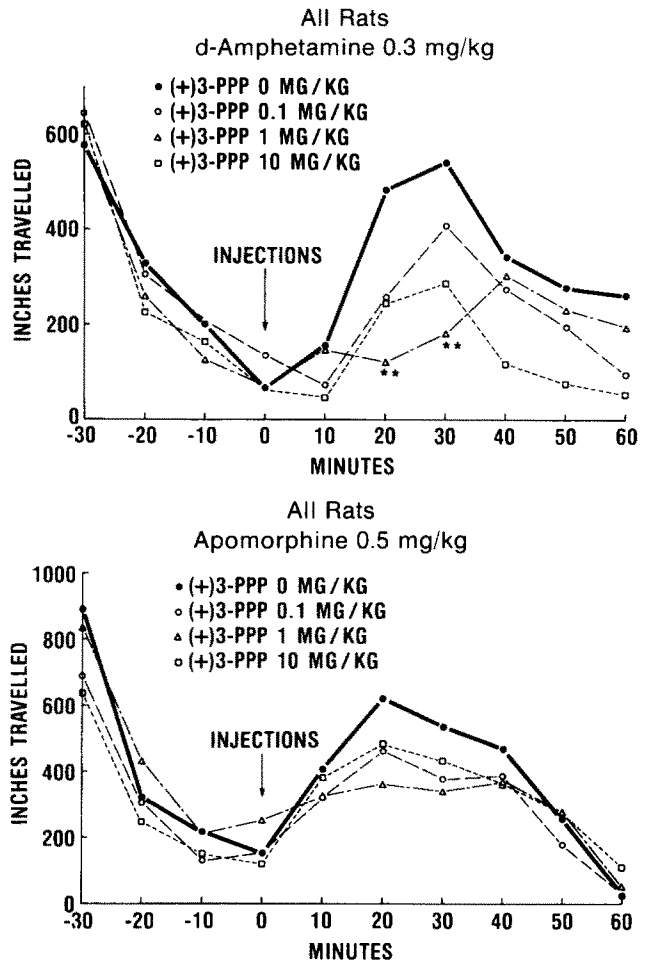 All Rats
d-Amphetamine 0.3 mg/kg
(+)3-PPP 0 MG/KG
(+)3-PPP 0.1 MG/KG
(+)3-PPP 1 MG/KG
(+)3-PPP 10 MG/KG
INJECTIONS
INCHES TRAVELLED
600
400
200
0
** **
-30 -20 -10 0 10 20 30 40 50 60
MINUTES
All Rats
Apomorphine 0.5 mg/kg
(+)3-PPP 0 MG/KG
(+)3-PPP 0.1 MG/KG
(+)3-PPP 1 MG/KG
(+)3-PPP 10 MG/KG
INJECTIONS
INCHES TRAVELLED
1000
800
600
400
200
0
-30 -20 -10 0 10 20 30 40 50 60
MINUTES